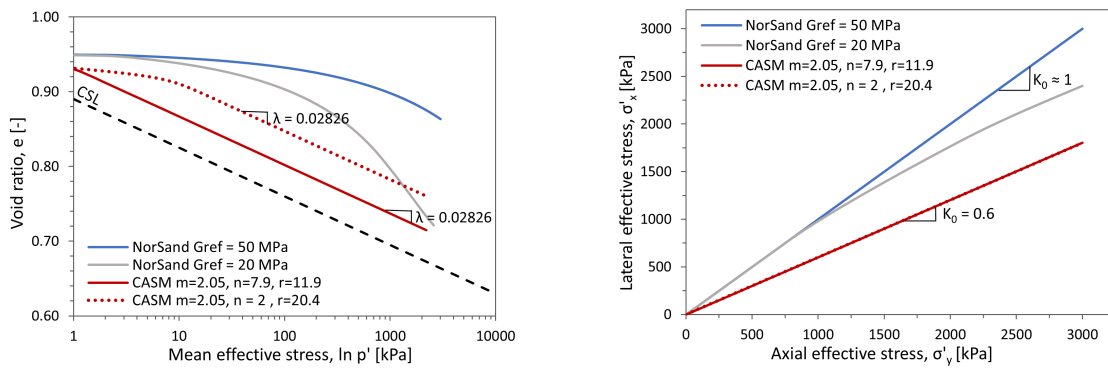 1.00
0.90
0.80
0.70
0.60
Void ratio, e [-]
CSL
λ = 0.02826
λ = 0.02826
NorSand Gref = 50 MPa
NorSand Gref = 20 MPa
CASM m=2.05, n=7.9, r=11.9
CASM m=2.05, n = 2 , r=20.4
1 10 100 1000 10000
Mean effective stress, ln p' [kPa]
3000
2500
2000
1500
1000
500
0
Lateral effective stress, σ'x [kPa]
NorSand Gref = 50 MPa
NorSand Gref = 20 MPa
CASM m=2.05, n=7.9, r=11.9
CASM m=2.05, n = 2 , r=20.4
K0 ≈ 1
K0 = 0.6
0 500 1000 1500 2000 2500 3000
Axial effective stress, σ'y [kPa]